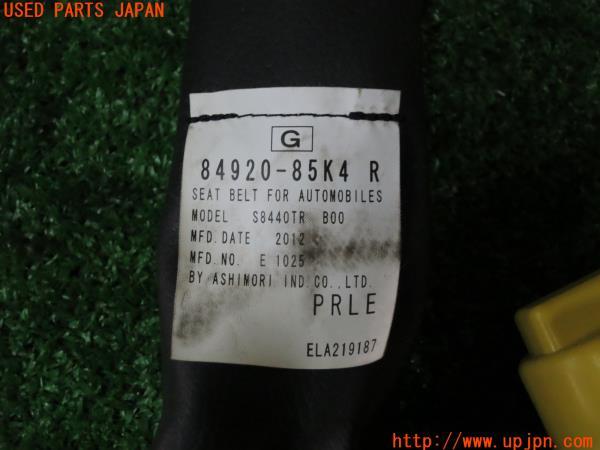 USED PARTS JAPAN
G
84920-85K4 R
SEAT BELT FOR AUTOMOBILES
MODEL S8440TR B00
MFD.DATE 2012
MFD.NO. E 1025
BY ASHIMORI IND.CO.,LTD.
PRLE
ELA219187
http://www.upjpn.com/